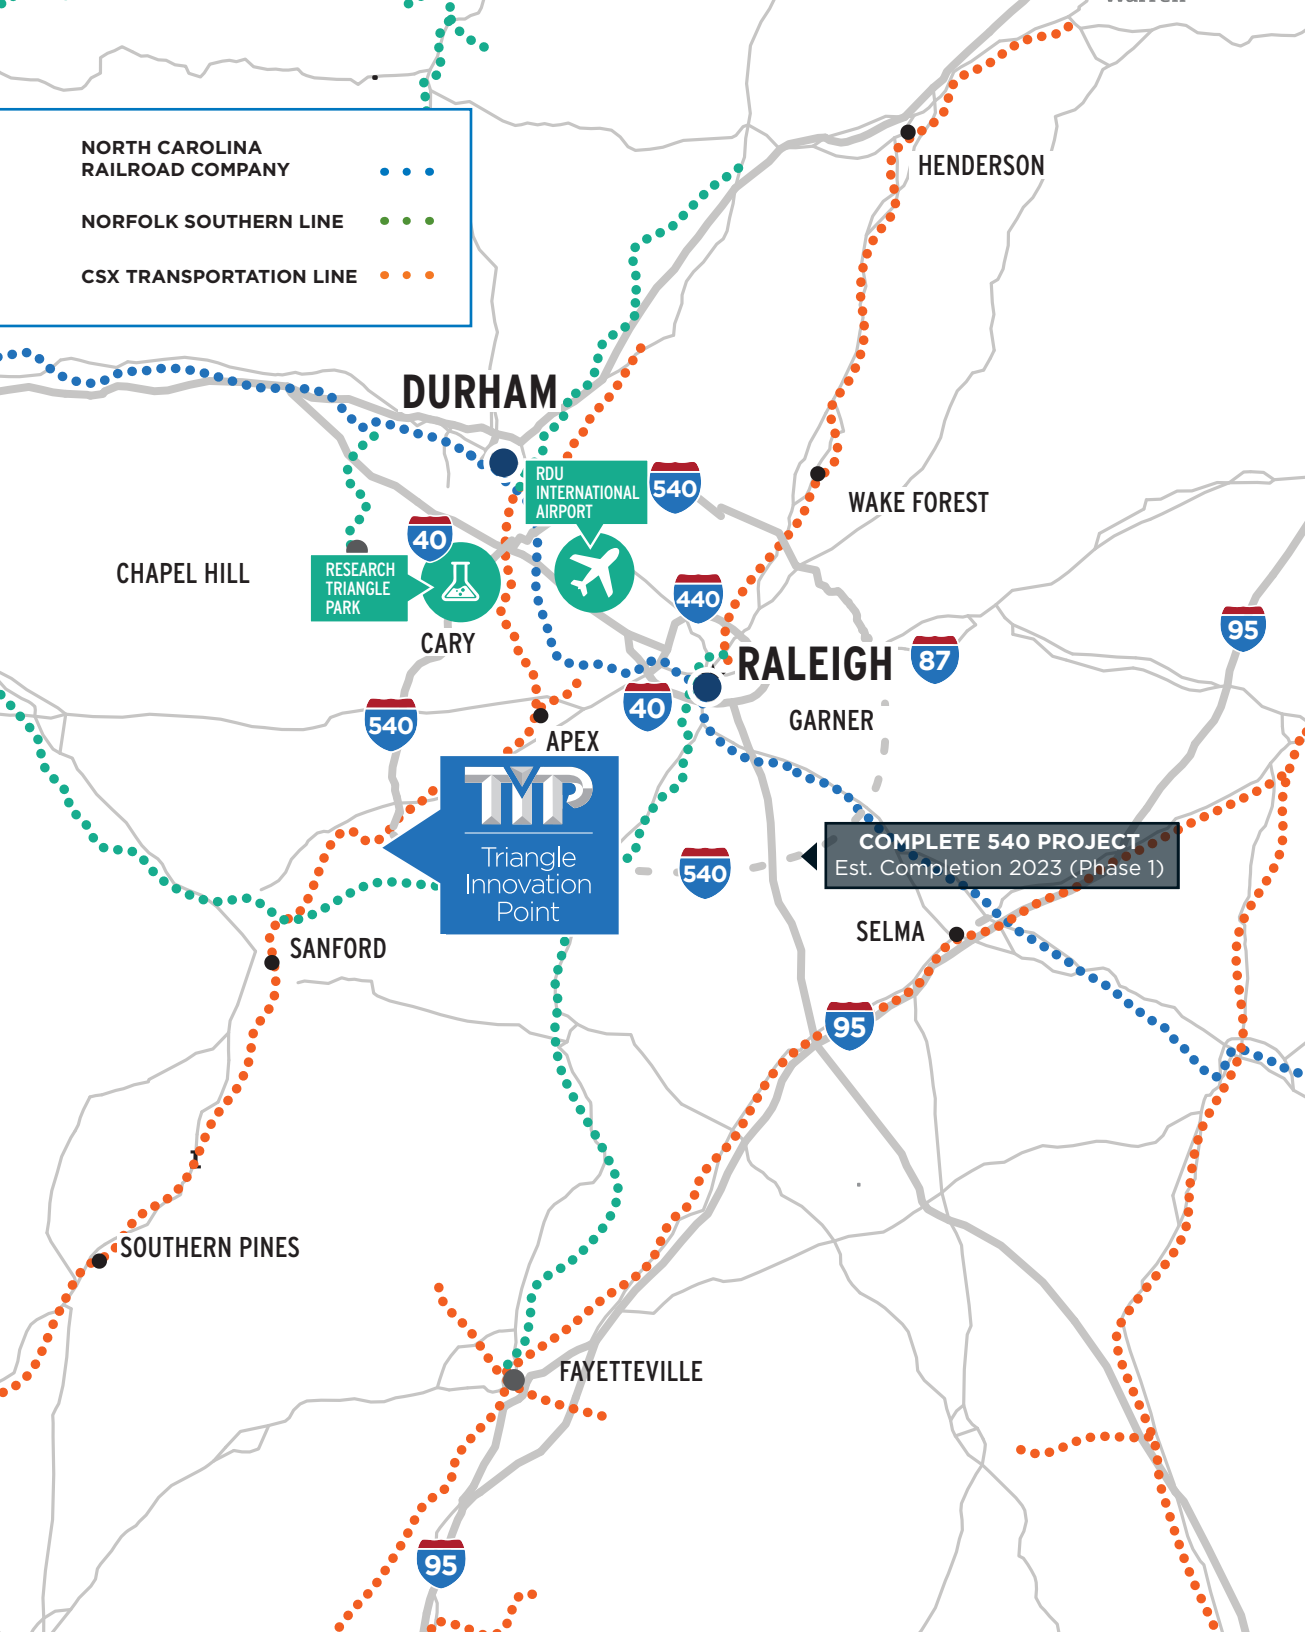 NORTH CAROLINA
RAILROAD COMPANY
NORFOLK SOUTHERN LINE
CSX TRANSPORTATION LINE
HENDERSON
DURHAM
RDU
INTERNATIONAL
AIRPORT
540
WAKE FOREST
40
CHAPEL HILL
RESEARCH
TRIANGLE
PARK
440
CARY
95
87
RALEIGH
40
540
GARNER
APEX
TIP
Triangle
Innovation
Point
COMPLETE 540 PROJECT
Est. Completion 2023 (Phase 1)
540
SELMA
SANFORD
95
SOUTHERN PINES
FAYETTEVILLE
95